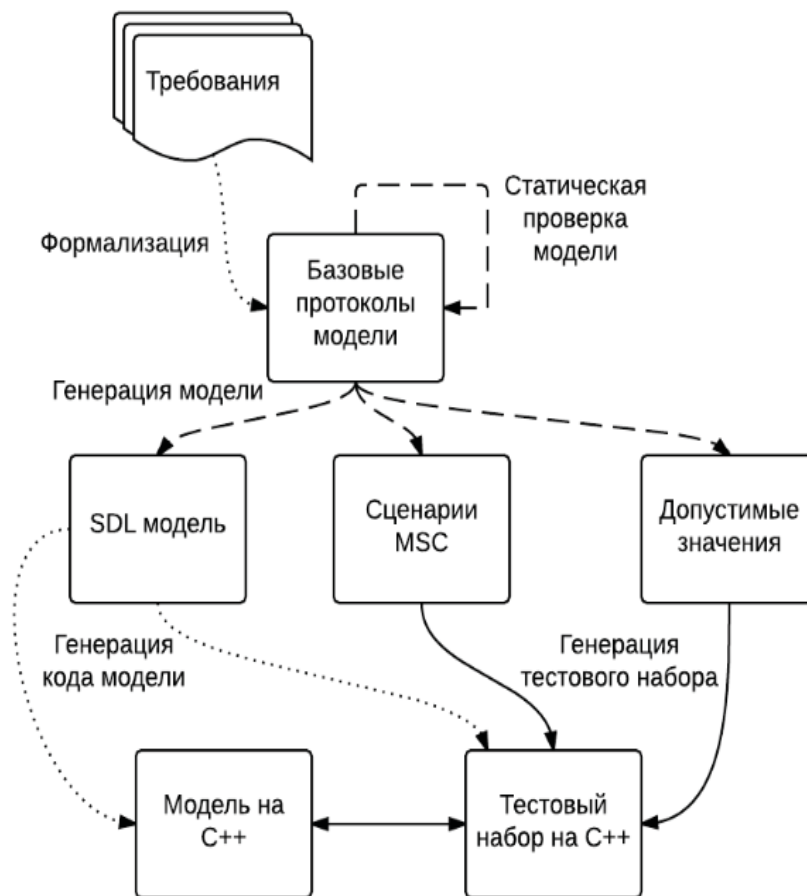 Требования
Статическая
проверка
модели
Формализация
Базовые
протоколы
модели
Генерация модели
SDL модель
Сценарии
MSC
Допустимые
значения
Генерация
кода модели
Генерация
тестового набора
Модель на
C++
Тестовый
набор на C++